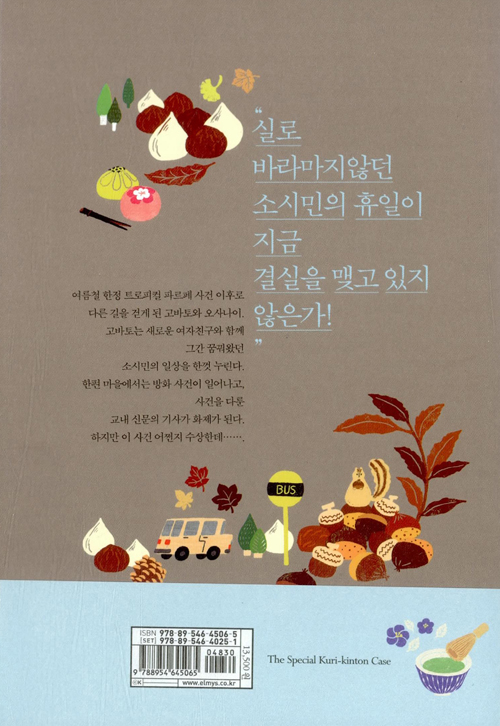 “
실로
바라마지않던
소시민의 휴일이
지금
결실을 맺고 있지
않은가!
”
여름철 한정 트로피컬 파르페 사건 이후로
다른 길을 걷게 된 고바토와 오사나이.
고바토는 새로운 여자친구와 함께
그간 꿈꿔왔던
소시민의 일상을 한껏 누린다.
한편 마을에서는 방화 사건이 일어나고,
사건을 다룬
교내 신문의 기사가 화제가 된다.
하지만 이 사건 어쩐지 수상한데…….
BUS
ISBN 978-89-546-4506-5
[SET] 978-89-546-4025-1
04830
9 788954 645065
www.elmys.co.kr
13,500원
The Special Kuri-kinton Case